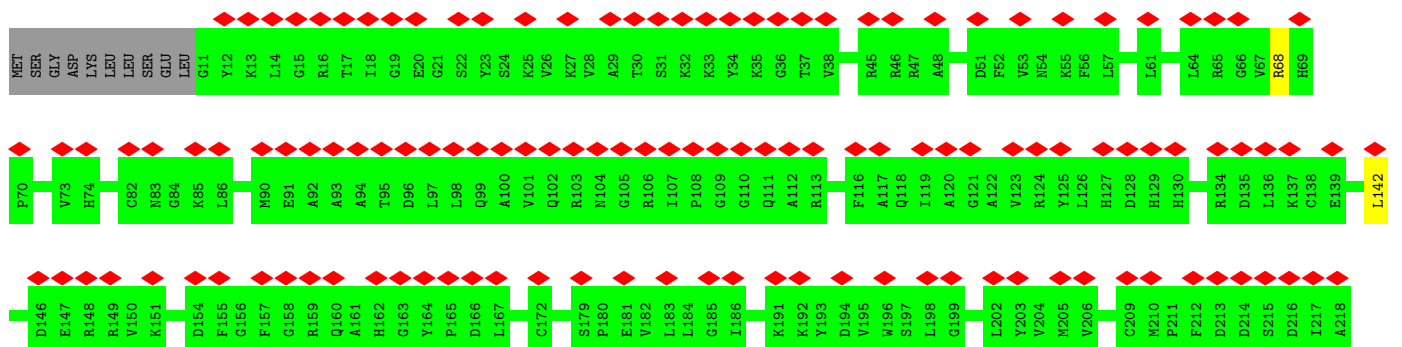 MET SER GLY ASP LYS LEU LEU SER GLU LEU G11 Y12 K13 L14 G15 R16 T17 I18 G19 E20 G21 S22 Y23 S24 K25 V26 K27 V28 A29 T30 S31 K32 K33 Y34 K35 G36 T37 V38 R45 R46 R47 A48 D51 F52 V53 N54 K55 F56 L57 L61 L64 R65 G66 V67 R68 H69
P70 V73 H74 C82 N83 G84 K85 L86 M90 E91 A92 A93 A94 T95 D96 L97 L98 Q99 A100 V101 Q102 R103 N104 G105 R106 I107 P108 G109 G110 Q111 A112 R113 F116 A117 Q118 I119 A120 G121 A122 V123 R124 Y125 L126 H127 D128 H129 H130 R134 D135 L136 K137 C138 E139 L142
D146 E147 R148 R149 V150 K151 D154 F155 G156 F157 G158 R159 Q160 A161 H162 G163 Y164 P165 D166 L167 C172 S179 P180 E181 V182 L183 L184 G185 I186 K191 K192 Y193 D194 V195 W196 S197 L198 G199 L202 Y203 V204 M205 V206 C209 M210 P211 F212 D213 D214 S215 D216 I217 A218